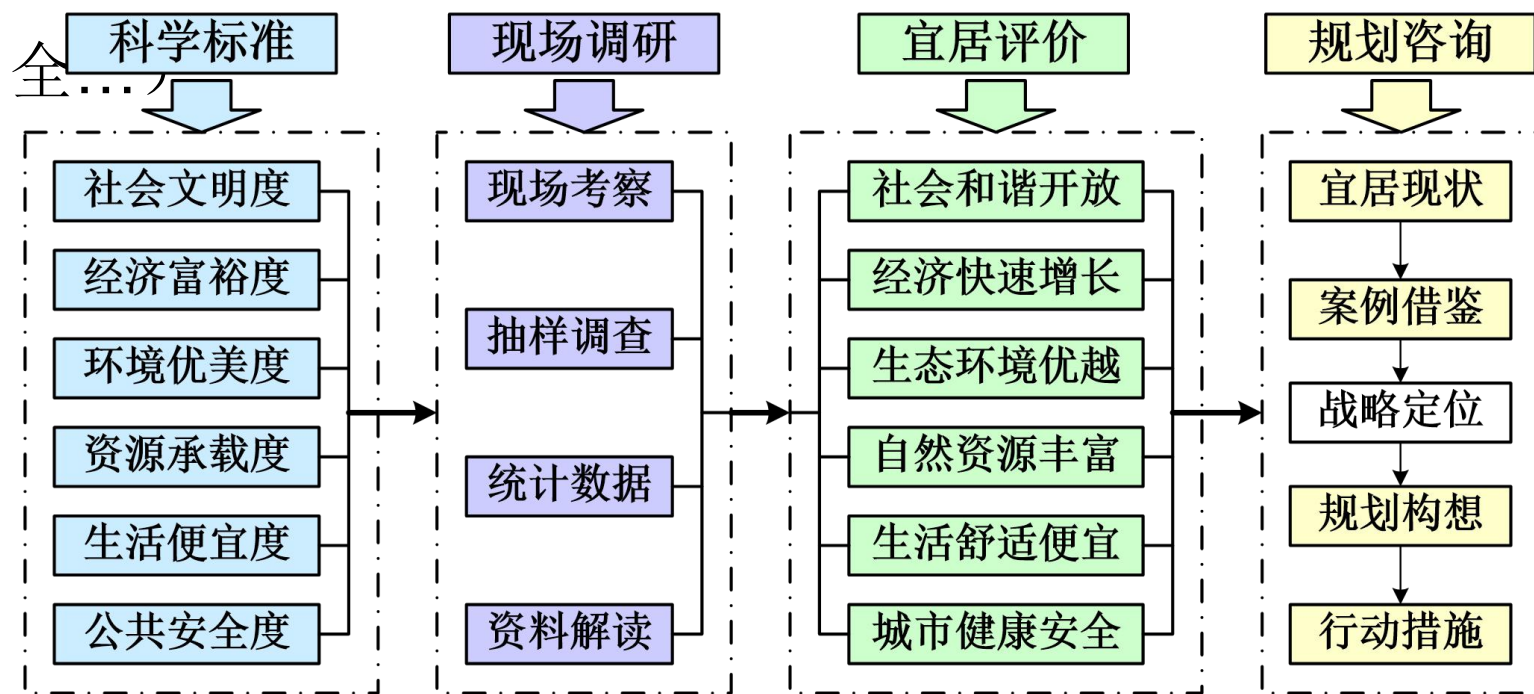 科学标准
现场调研
宜居评价
规划咨询
全…)
社会文明度
经济富裕度
环境优美度
资源承载度
生活便宜度
公共安全度
现场考察
抽样调查
统计数据
资料解读
社会和谐开放
经济快速增长
生态环境优越
自然资源丰富
生活舒适便宜
城市健康安全
宜居现状
案例借鉴
战略定位
规划构想
行动措施